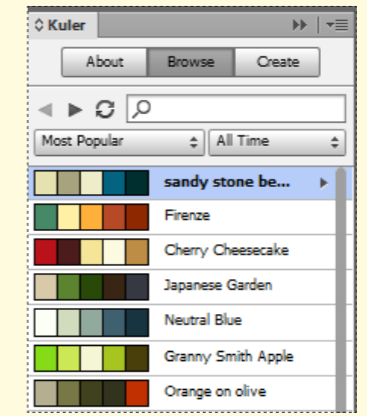 Kuler
About Browse Create
Most Popular All Time
sandy stone be...
Firenze
Cherry Cheesecake
Japanese Garden
Neutral Blue
Granny Smith Apple
Orange on olive